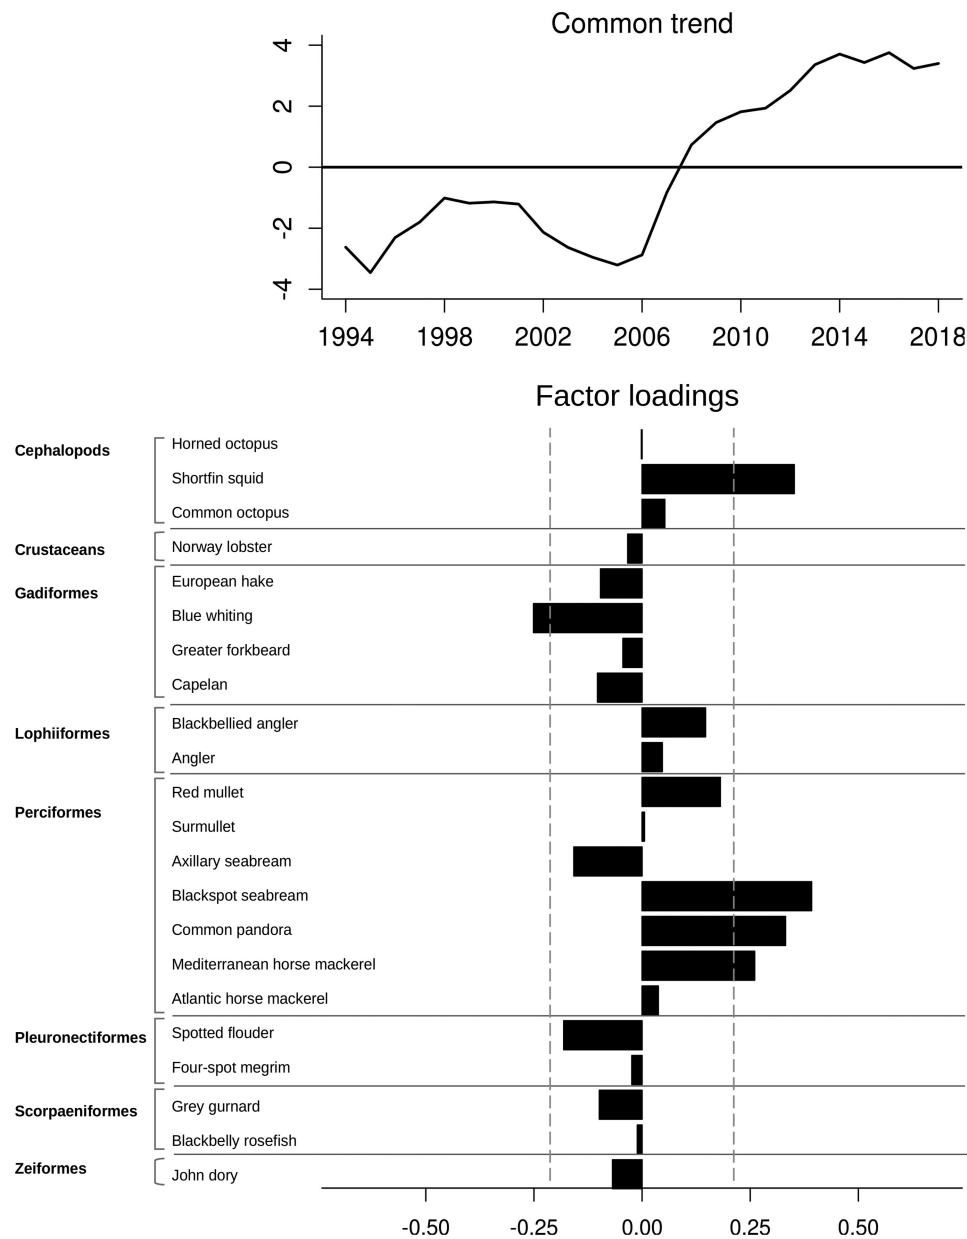 Common trend
4
2
0
-2
-4
1994 1998 2002 2006 2010 2014 2018
Factor loadings
Cephalopods
Horned octopus
Shortfin squid
Common octopus
Crustaceans
Norway lobster
Gadiformes
European hake
Blue whiting
Greater forkbeard
Capelan
Lophiiformes
Blackbellied angler
Angler
Perciformes
Red mullet
Surmullet
Axillary seabream
Blackspot seabream
Common pandora
Mediterranean horse mackerel
Atlantic horse mackerel
Pleuronectiformes
Spotted flouder
Four-spot megrim
Scorpaeniformes
Grey gurnard
Blackbelly rosefish
Zeiformes
John dory
-0.50 -0.25 0.00 0.25 0.50